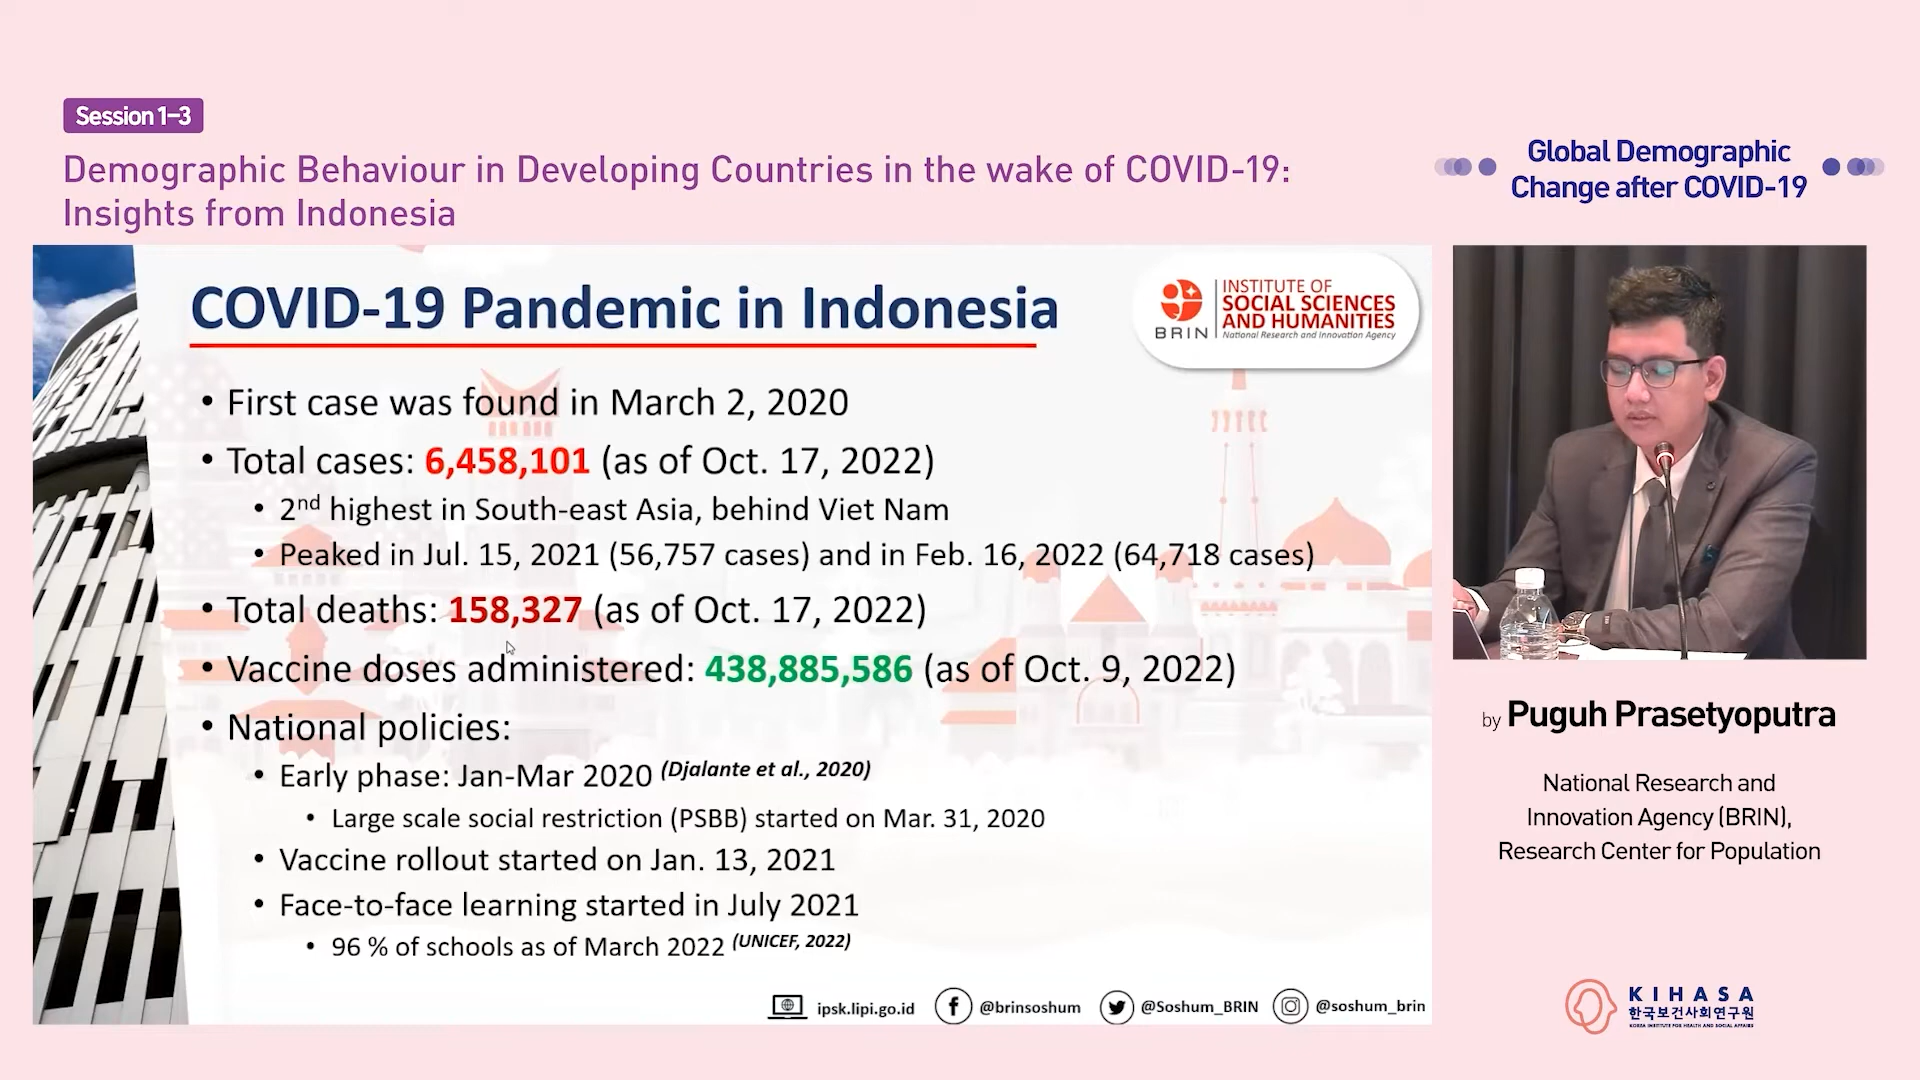 Session 1–3
Demographic Behaviour in Developing Countries in the wake of COVID-19:
Insights from Indonesia
Global Demographic
Change after COVID-19
COVID-19 Pandemic in Indonesia
BRIN
INSTITUTE OF
SOCIAL SCIENCES
AND HUMANITIES
National Research and Innovation Agency
• First case was found in March 2, 2020
• Total cases: 6,458,101 (as of Oct. 17, 2022)
• 2nd highest in South-east Asia, behind Viet Nam
• Peaked in Jul. 15, 2021 (56,757 cases) and in Feb. 16, 2022 (64,718 cases)
• Total deaths: 158,327 (as of Oct. 17, 2022)
• Vaccine doses administered: 438,885,586 (as of Oct. 9, 2022)
• National policies:
• Early phase: Jan-Mar 2020 (Djalante et al., 2020)
• Large scale social restriction (PSBB) started on Mar. 31, 2020
• Vaccine rollout started on Jan. 13, 2021
• Face-to-face learning started in July 2021
• 96 % of schools as of March 2022 (UNICEF, 2022)
ipsk.lipi.go.id @brinsoshum @Soshum_BRIN @soshum_brin
by Puguh Prasetyoputra
National Research and
Innovation Agency (BRIN),
Research Center for Population
KIHASA
한국보건사회연구원
KOREA INSTITUTE FOR HEALTH AND SOCIAL AFFAIRS